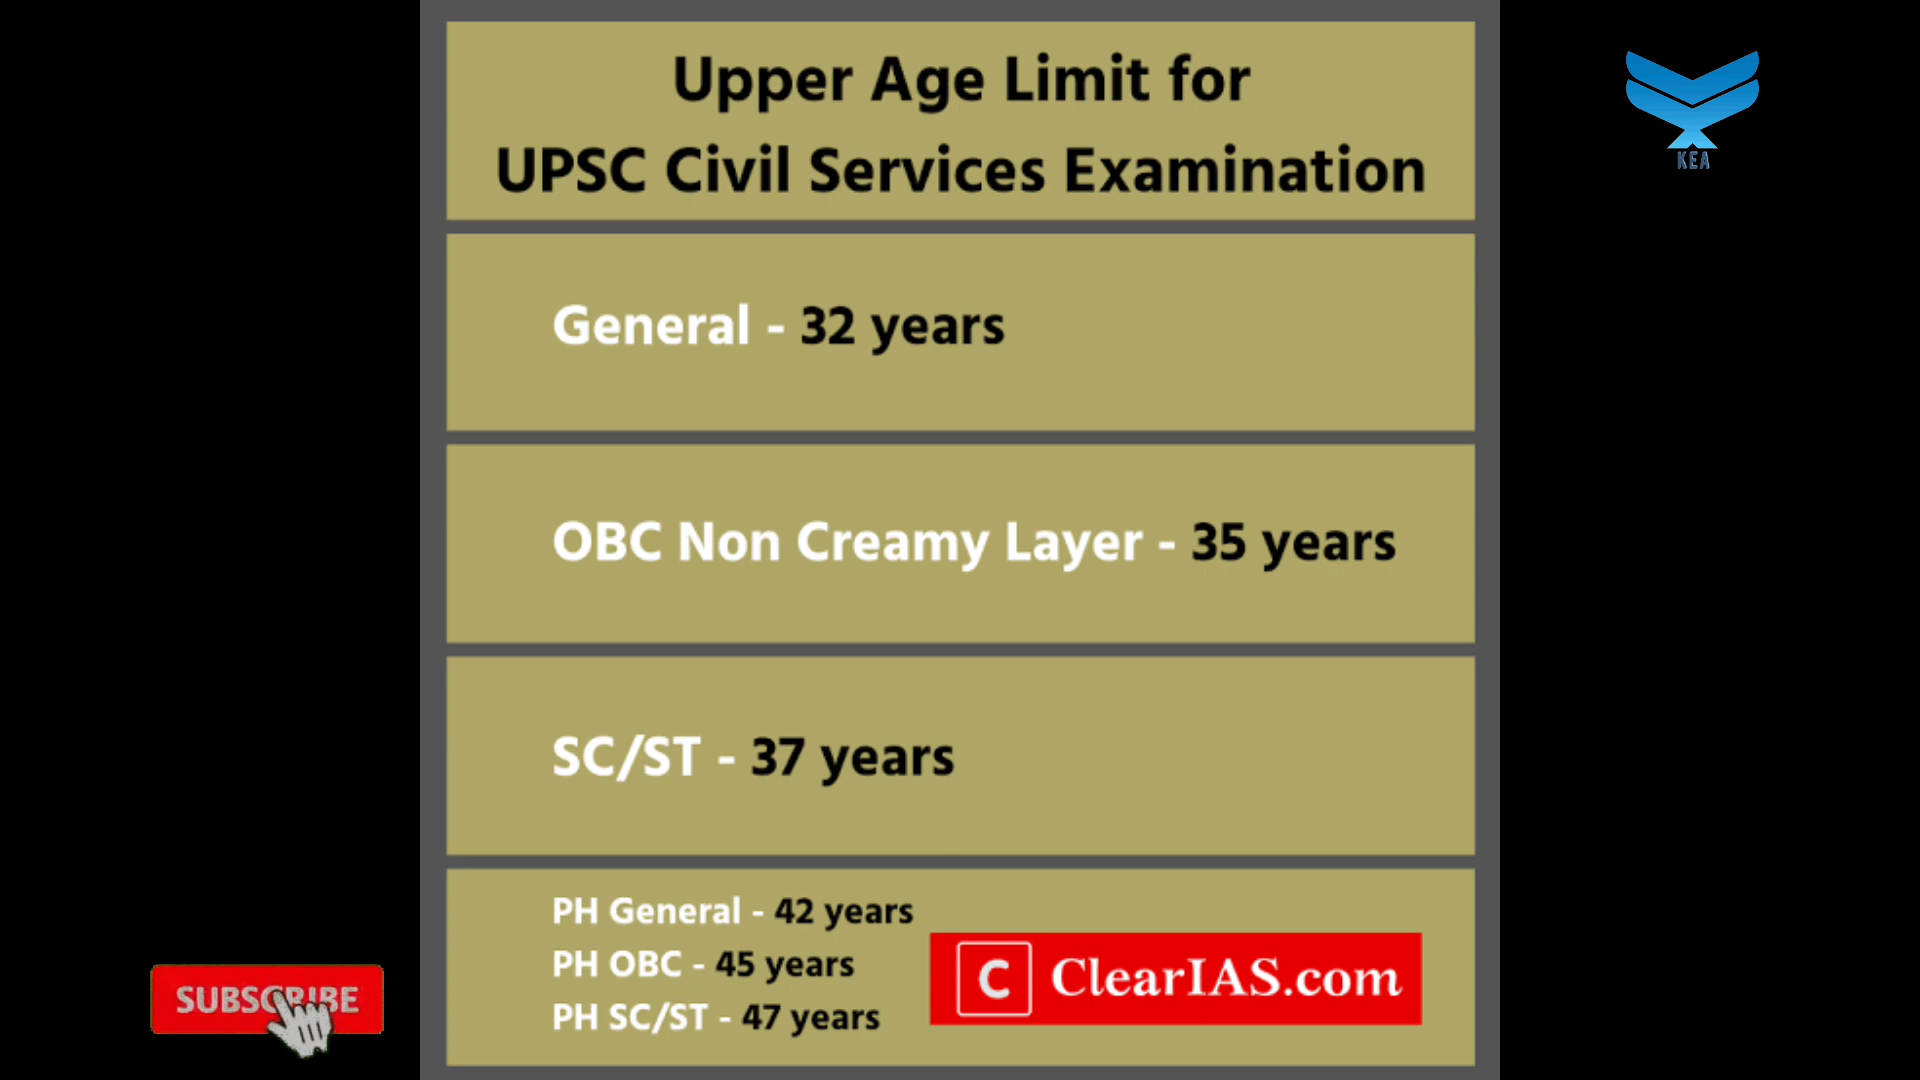 Upper Age Limit for
UPSC Civil Services Examination
KEA
General - 32 years
OBC Non Creamy Layer - 35 years
SC/ST - 37 years
PH General - 42 years
PH OBC - 45 years
PH SC/ST - 47 years
C ClearIAS.com
SUBSCRIBE